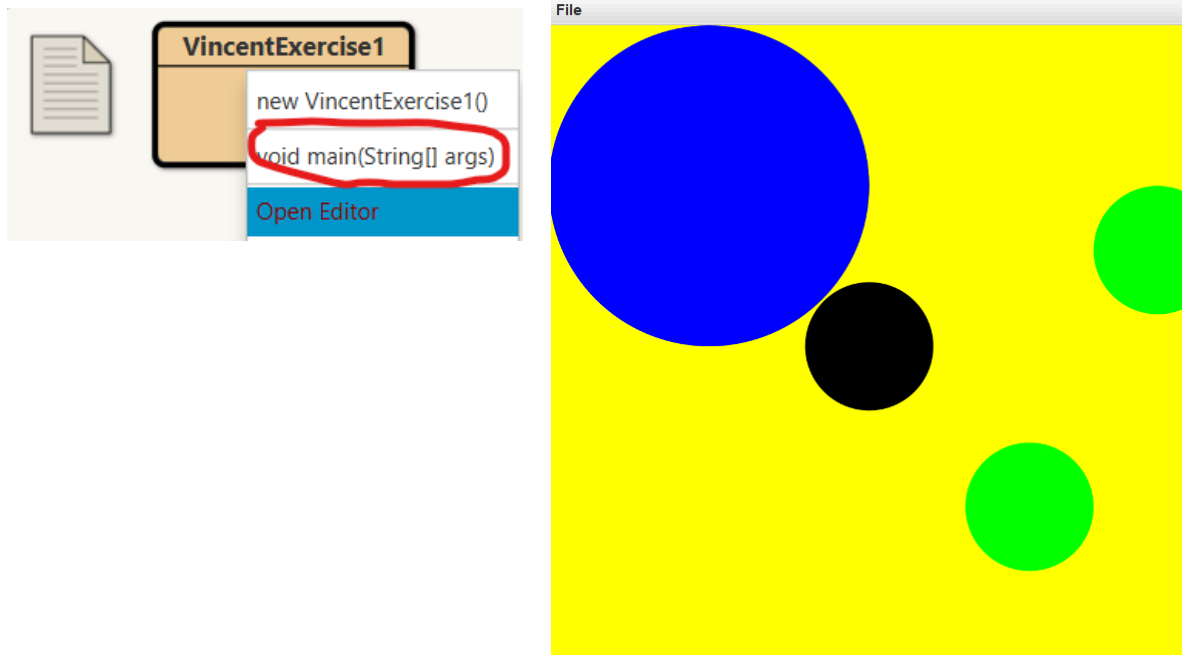 VincentExercise1
new VincentExercise1()
void main(String[] args)
Open Editor
File